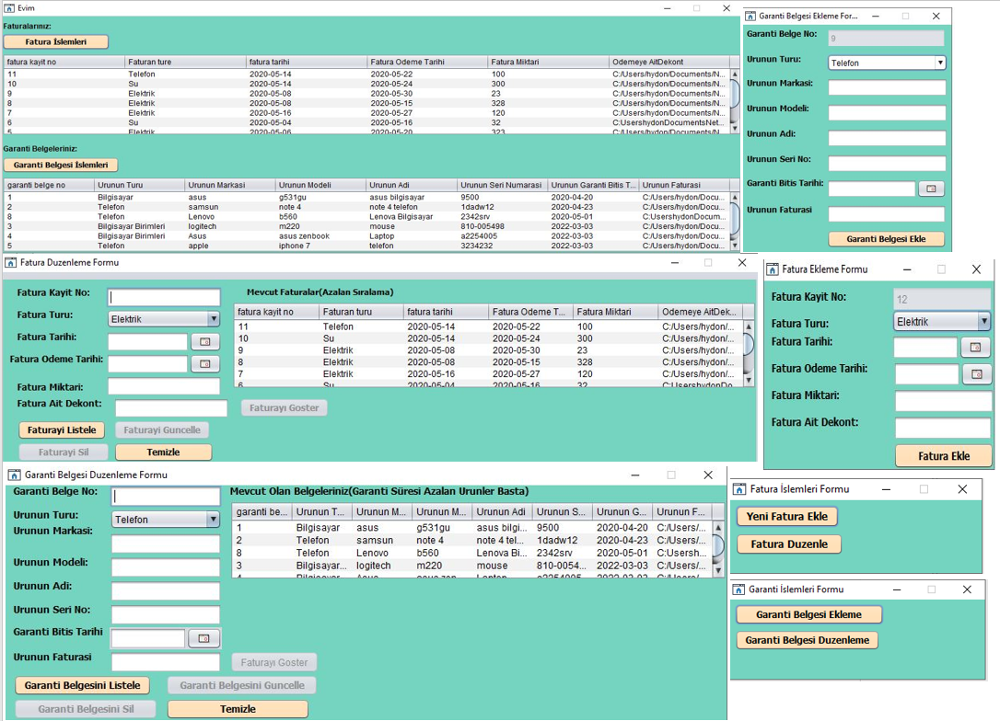 Evim
Faturalarınız:
Fatura İslemleri
fatura kayit no Faturan ture fatura tarihi Fatura Odeme Tarihi Fatura Miktari Odemeye AitDekont
11 Telefon 2020-05-14 2020-05-22 100 C:/Users/hydon/Documents/N...
10 Su 2020-05-14 2020-05-24 300 C:/Users/hydon/Documents/N...
9 Elektrik 2020-05-08 2020-05-30 23 C:/Users/hydon/Documents/N...
8 Elektrik 2020-05-08 2020-05-15 328 C:/Users/hydon/Documents/N...
7 Elektrik 2020-05-16 2020-05-27 120 C:/Users/hydon/Documents/N...
6 Su 2020-05-04 2020-05-16 32 C:UsershydonDocumentsNet...
5 Elektrik 2020-05-06 2020-05-20 323 C:/Users/hydon/Documents/N...
Garanti Belgeleriniz:
Garanti Belgesi İslemleri
garanti belge no Urunun Turu Urunun Markasi Urunun Modeli Urunun Adi Urunun Seri Numarasi Urunun Garanti Bitis T... Urunun Faturasi
1 Bilgisayar asus g531gu asus bilgisayar 9500 2020-04-20 C:/Users/hydon/Docu...
2 Telefon samsun note 4 note 4 telefon 1dadw12 2020-04-23 C:/Users/hydon/Docu...
8 Telefon Lenovo b560 Lenova Bilgisayar 2342srv 2020-05-01 C:UsershydonDocum...
3 Bilgisayar Birimleri logitech m220 mouse 810-005498 2022-03-03 C:/Users/hydon/Docu...
4 Bilgisayar Birimleri Asus asus zenbook Laptop a2254005 2022-03-03 C:/Users/hydon/Docu...
5 Telefon apple iphone 7 telefon 3234232 2022-03-03 C:/Users/hydon/Docu...
Garanti Belgesi Ekleme For...
Garanti Belge No: 9
Urunun Turu: Telefon
Urunun Markasi:
Urunun Modeli:
Urunun Adi:
Urunun Seri No:
Garanti Bitis Tarihi:
Urunun Faturasi
Garanti Belgesi Ekle
Fatura Duzenleme Formu
Fatura Kayit No:
Fatura Turu: Elektrik
Fatura Tarihi:
Fatura Odeme Tarihi:
Fatura Miktari:
Fatura Ait Dekont:
Faturayi Listele Faturayi Guncelle
Faturayi Sil Temizle
Mevcut Faturalar(Azalan Sıralama)
fatura kayit no Faturan turu fatura tarihi Fatura Odeme T... Fatura Miktari Odemeye AitDek...
11 Telefon 2020-05-14 2020-05-22 100 C:/Users/hydon/...
10 Su 2020-05-14 2020-05-24 300 C:/Users/hydon/...
9 Elektrik 2020-05-08 2020-05-30 23 C:/Users/hydon/...
8 Elektrik 2020-05-08 2020-05-15 328 C:/Users/hydon/...
7 Elektrik 2020-05-16 2020-05-27 120 C:/Users/hydon/...
6 Su 2020-05-04 2020-05-16 32 C:UsershydonDo...
Faturayı Goster
Fatura Ekleme Formu
Fatura Kayit No: 12
Fatura Turu: Elektrik
Fatura Tarihi:
Fatura Odeme Tarihi:
Fatura Miktari:
Fatura Ait Dekont:
Fatura Ekle
Garanti Belgesi Duzenleme Formu
Garanti Belge No:
Urunun Turu: Telefon
Urunun Markasi:
Urunun Modeli:
Urunun Adi:
Urunun Seri No:
Garanti Bitis Tarihi
Urunun Faturasi
Garanti Belgesini Listele Garanti Belgesini Guncelle
Garanti Belgesini Sil Temizle
Mevcut Olan Belgeleriniz(Garanti Süresi Azalan Urunler Basta)
garanti be... Urunun T... Urunun M... Urunun M... Urunun Adi Urunun S... Urunun G... Urunun F...
1 Bilgisayar asus g531gu asus bilgi... 9500 2020-04-20 C:/Users/...
2 Telefon samsun note 4 note 4 tel... 1dadw12 2020-04-23 C:/Users/...
8 Telefon Lenovo b560 Lenova Bi... 2342srv 2020-05-01 C:Usersh...
3 Bilgisayar... logitech m220 mouse 810-0054... 2022-03-03 C:/Users/...
4 Bilgisayar... Asus asus zen... Laptop a2254005 2022-03-03 C:/Users/...
Faturayı Goster
Fatura İslemleri Formu
Yeni Fatura Ekle
Fatura Duzenle
Garanti İslemleri Formu
Garanti Belgesi Ekleme
Garanti Belgesi Duzenleme